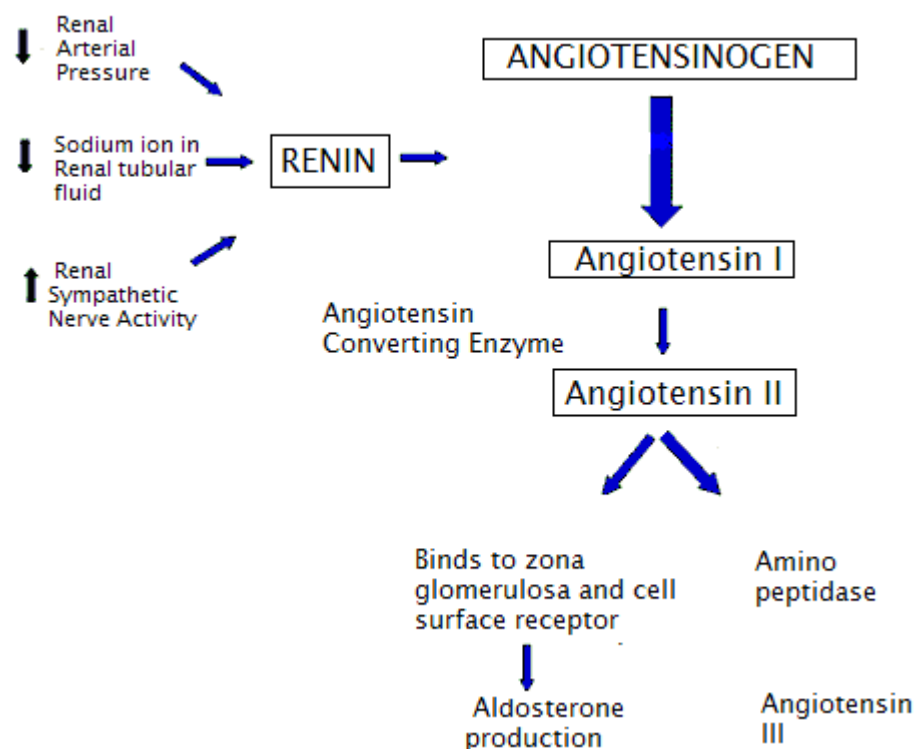 Renal
Arterial
Pressure
ANGIOTENSINOGEN
Sodium ion in
Renal tubular
fluid
RENIN
Renal
Sympathetic
Nerve Activity
Angiotensin I
Angiotensin
Converting Enzyme
Angiotensin II
Binds to zona
glomerulosa and cell
surface receptor
Amino
peptidase
Aldosterone
production
Angiotensin
III